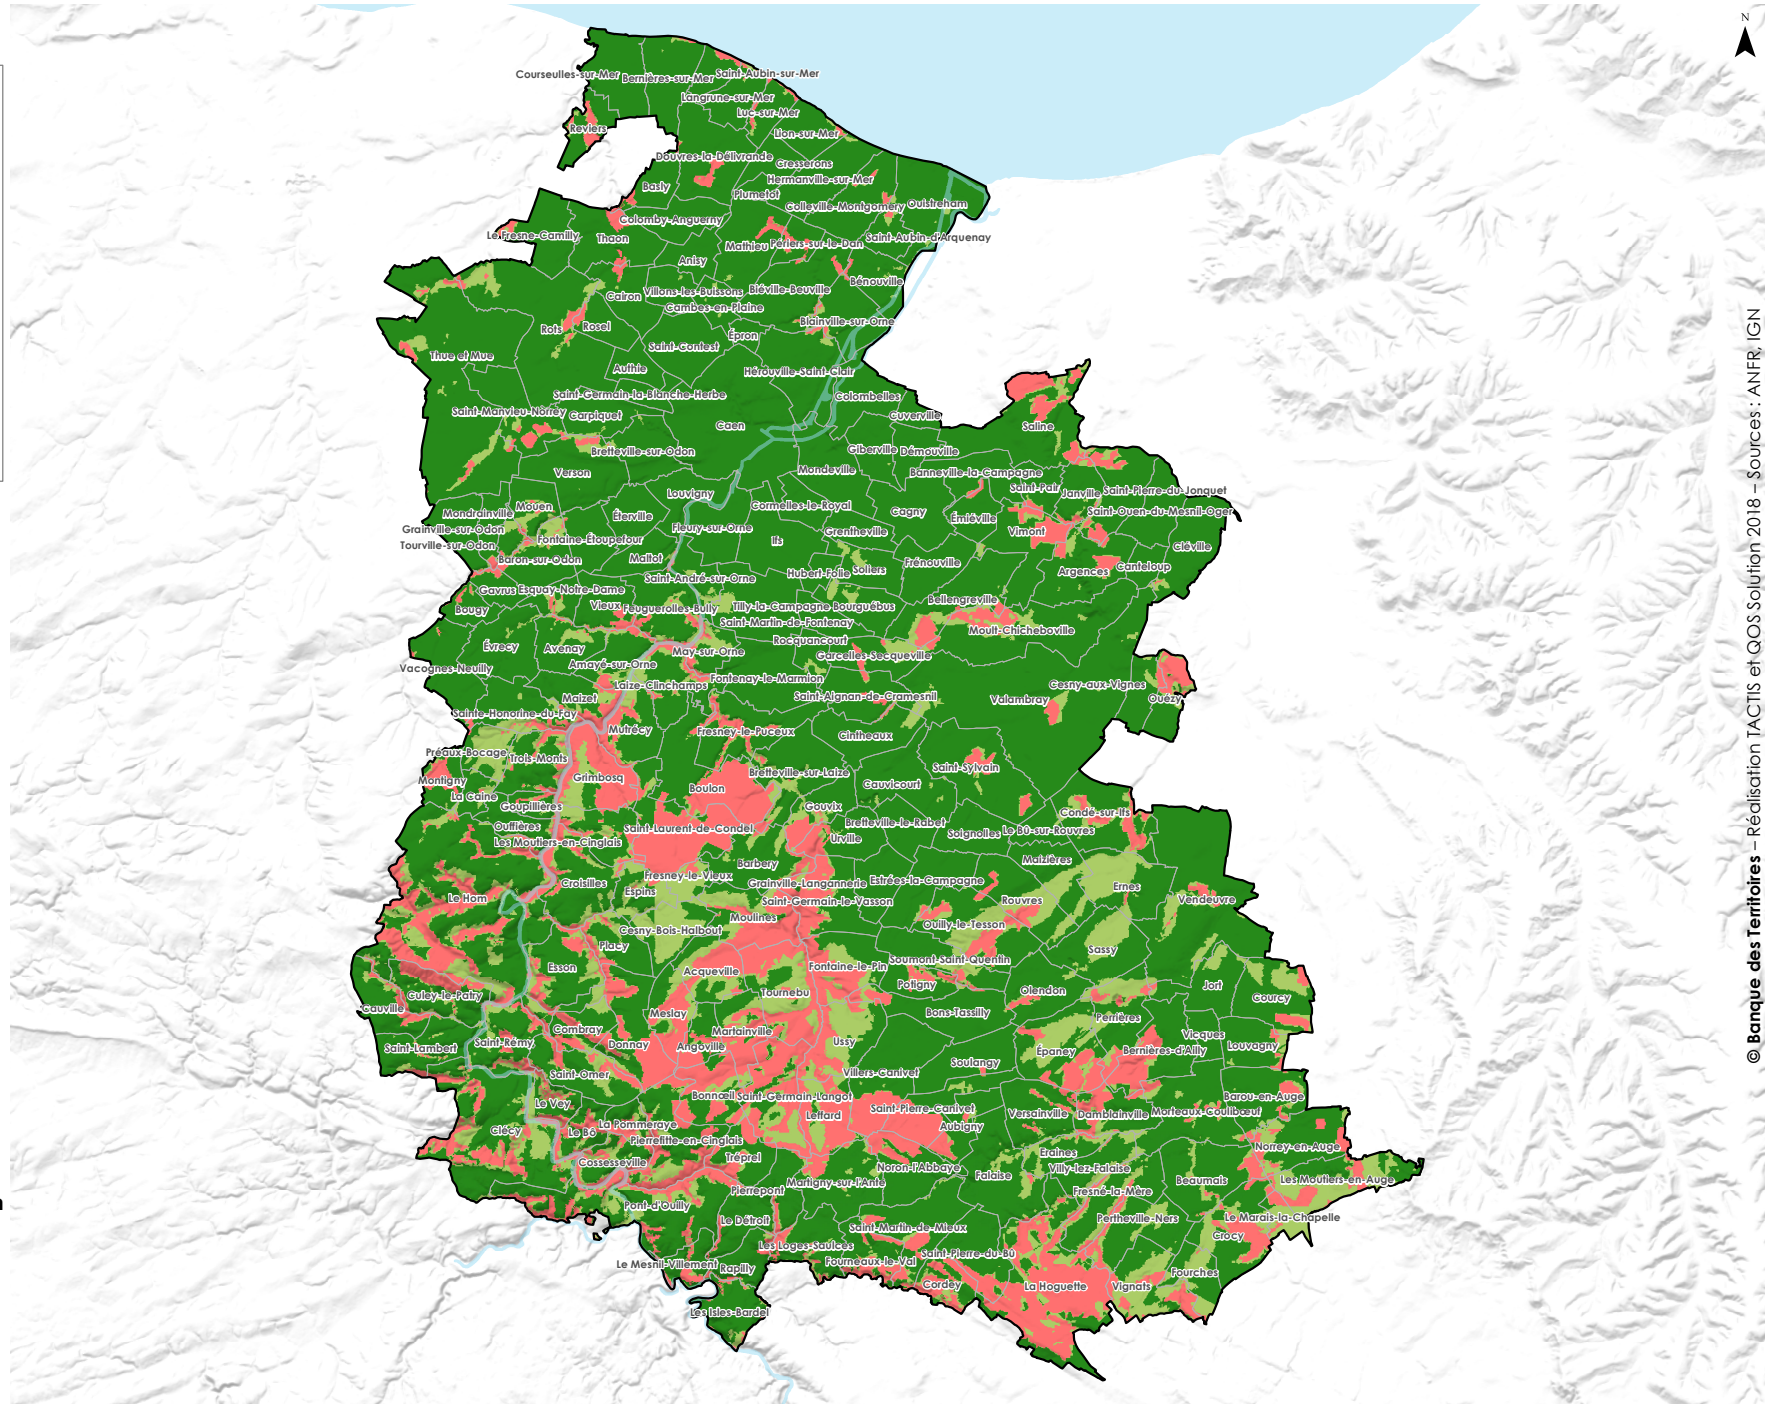 N
Courseulles-sur-Mer
Bernières-sur-Mer
Saint-Aubin-sur-Mer
Langrune-sur-Mer
Luc-sur-Mer
Reviers
Lion-sur-Mer
Douvres-la-Délivrande
Cresserons
Hermanville-sur-Mer
Basly
Plumetot
Colleville-Montgomery
Ouistreham
Colomby-Anguerny
Le Fresne-Camilly
Thaon
Mathieu
Périers-sur-le-Dan
Saint-Aubin-d'Arquenay
Anisy
Bénouville
Cairon
Villons-les-Buissons
Biéville-Beuville
Cambes-en-Plaine
Rots
Rosel
Blainville-sur-Orne
Épron
Saint-Contest
Thue et Mue
Authie
Hérouville-Saint-Clair
Saint-Germain-la-Blanche-Herbe
Colombelles
Saint-Manvieu-Norrey
Carpiquet
Cuverville
Caen
Saline
Bretteville-sur-Odon
Giberville
Démouville
Verson
Mondeville
Banneville-la-Campagne
Louvigny
Saint-Pair
Janville
Saint-Pierre-du-Jonquet
Mouen
Mondrainville
Éterville
Cormelles-le-Royal
Cagny
Émiéville
Saint-Ouen-du-Mesnil-Oger
Grainville-sur-Odon
Fleury-sur-Orne
Grentheville
Vimont
Tourville-sur-Odon
Fontaine-Étoupefour
Ifs
Cléville
Baron-sur-Odon
Maltot
Frénouville
Argences
Canteloup
Saint-André-sur-Orne
Hubert-Folie
Soliers
Gavrus
Esquay-Notre-Dame
Bougy
Vieux
Feuguerolles-Bully
Tilly-la-Campagne
Bourguébus
Bellengreville
Saint-Martin-de-Fontenay
Moult-Chicheboville
Évrecy
Avenay
Rocquancourt
May-sur-Orne
Garcelles-Secqueville
Vacognes-Neuilly
Amayé-sur-Orne
Fontenay-le-Marmion
Laize-Clinchamps
Cesny-aux-Vignes
Maizet
Saint-Aignan-de-Cramesnil
Valambray
Ouézy
Sainte-Honorine-du-Fay
Mutrécy
Fresney-le-Puceux
Cintheaux
Préaux-Bocage
Trois-Monts
Saint-Sylvain
Montigny
Grimbosq
Bretteville-sur-Laize
Cauvicourt
La Caine
Boulon
Goupillières
Gouvix
Condé-sur-Ifs
Ouffières
Saint-Laurent-de-Condel
Bretteville-le-Rabet
Soignolles
Le Bû-sur-Rouvres
Les Moutiers-en-Cinglais
Urville
Barbery
Maizières
Croisilles
Fresney-le-Vieux
Grainville-Langannerie
Estrées-la-Campagne
Ernes
Le Hom
Espins
Saint-Germain-le-Vasson
Rouvres
Vendeuvre
Moulines
Ouilly-le-Tesson
Cesny-Bois-Halbout
Placy
Sassy
Esson
Acqueville
Fontaine-le-Pin
Soumont-Saint-Quentin
Culey-le-Patry
Tournebu
Potigny
Olendon
Jort
Courcy
Cauville
Meslay
Bons-Tassilly
Perrières
Combray
Martainville
Saint-Lambert
Saint-Rémy
Donnay
Angoville
Ussy
Épaney
Bernières-d'Ailly
Vicques
Louvagny
Saint-Omer
Villers-Canivet
Soulangy
Le Vey
Bonnœil
Saint-Germain-Langot
Barou-en-Auge
Leffard
Saint-Pierre-Canivet
Versainville
Damblainville
Morteaux-Coulibœuf
Clécy
Le Bô
La Pommeraye
Aubigny
Pierrefitte-en-Cinglais
Norrey-en-Auge
Cossesseville
Tréprel
Eraines
Noron-l'Abbaye
Falaise
Villy-lez-Falaise
Martigny-sur-l'Ante
Beaumais
Les Moutiers-en-Auge
Pierrepont
Fresné-la-Mère
Pont-d'Ouilly
Le Détroit
Pertheville-Ners
Le Marais-la-Chapelle
Saint-Martin-de-Mieux
Crocy
Les Loges-Saulces
Saint-Pierre-du-Bû
Le Mesnil-Villement
Rapilly
Fourneaux-le-Val
Fourches
Cordey
La Hoguette
Vignats
Les Isles-Bardel
© Banque des Territoires – Réalisation TACTIS et QOS Solution 2018 – Sources : ANFR, IGN